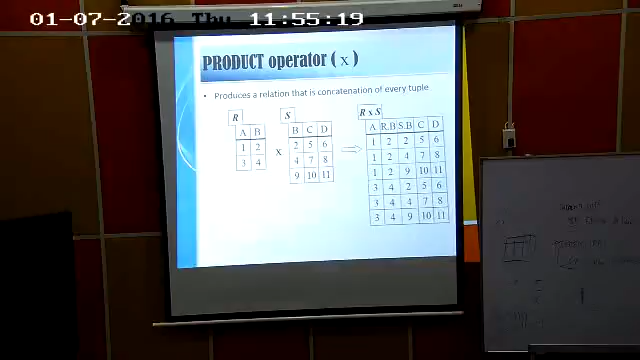 01-07-2016 Thu 11:55:19
PRODUCT operator ( x )
• Produces a relation that is concatenation of every tuple
R
A B
1 2
3 4
x
S
B C D
2 5 6
4 7 8
9 10 11
R x S
A R.B S.B C D
1 2 2 5 6
1 2 4 7 8
1 2 9 10 11
3 4 2 5 6
3 4 4 7 8
3 4 9 10 11